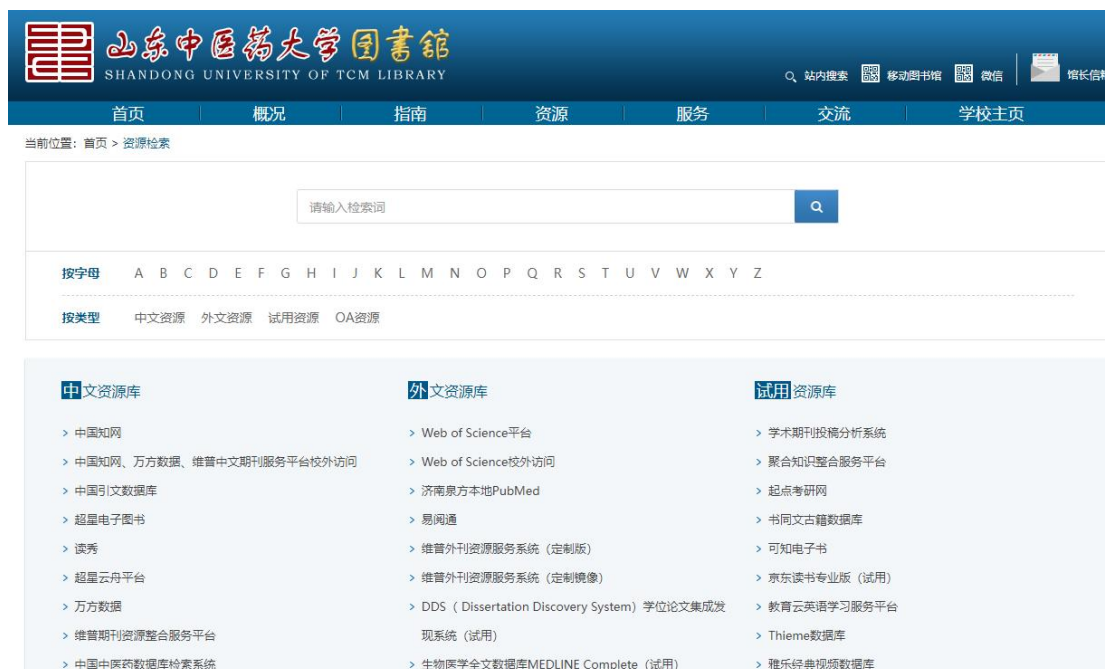 山东中医药大学图書館
SHANDONG UNIVERSITY OF TCM LIBRARY
站内搜索 移动图书馆 微信 馆长信
首页 概况 指南 资源 服务 交流 学校主页
当前位置：首页 > 资源检索
请输入检索词
按字母 A B C D E F G H I J K L M N O P Q R S T U V W X Y Z
按类型 中文资源 外文资源 试用资源 OA资源
中文资源库
> 中国知网
> 中国知网、万方数据、维普中文期刊服务平台校外访问
> 中国引文数据库
> 超星电子图书
> 读秀
> 超星云舟平台
> 万方数据
> 维普期刊资源整合服务平台
> 中国中医药数据库检索系统
外文资源库
> Web of Science平台
> Web of Science校外访问
> 济南泉方本地PubMed
> 易阅通
> 维普外刊资源服务系统（定制版）
> 维普外刊资源服务系统（定制镜像）
> DDS（ Dissertation Discovery System）学位论文集成发
现系统（试用）
> 生物医学全文数据库MEDLINE Complete（试用）
试用资源库
> 学术期刊投稿分析系统
> 聚合知识整合服务平台
> 起点考研网
> 书同文古籍数据库
> 可知电子书
> 京东读书专业版（试用）
> 教育云英语学习服务平台
> Thieme数据库
> 雅乐经典视频数据库